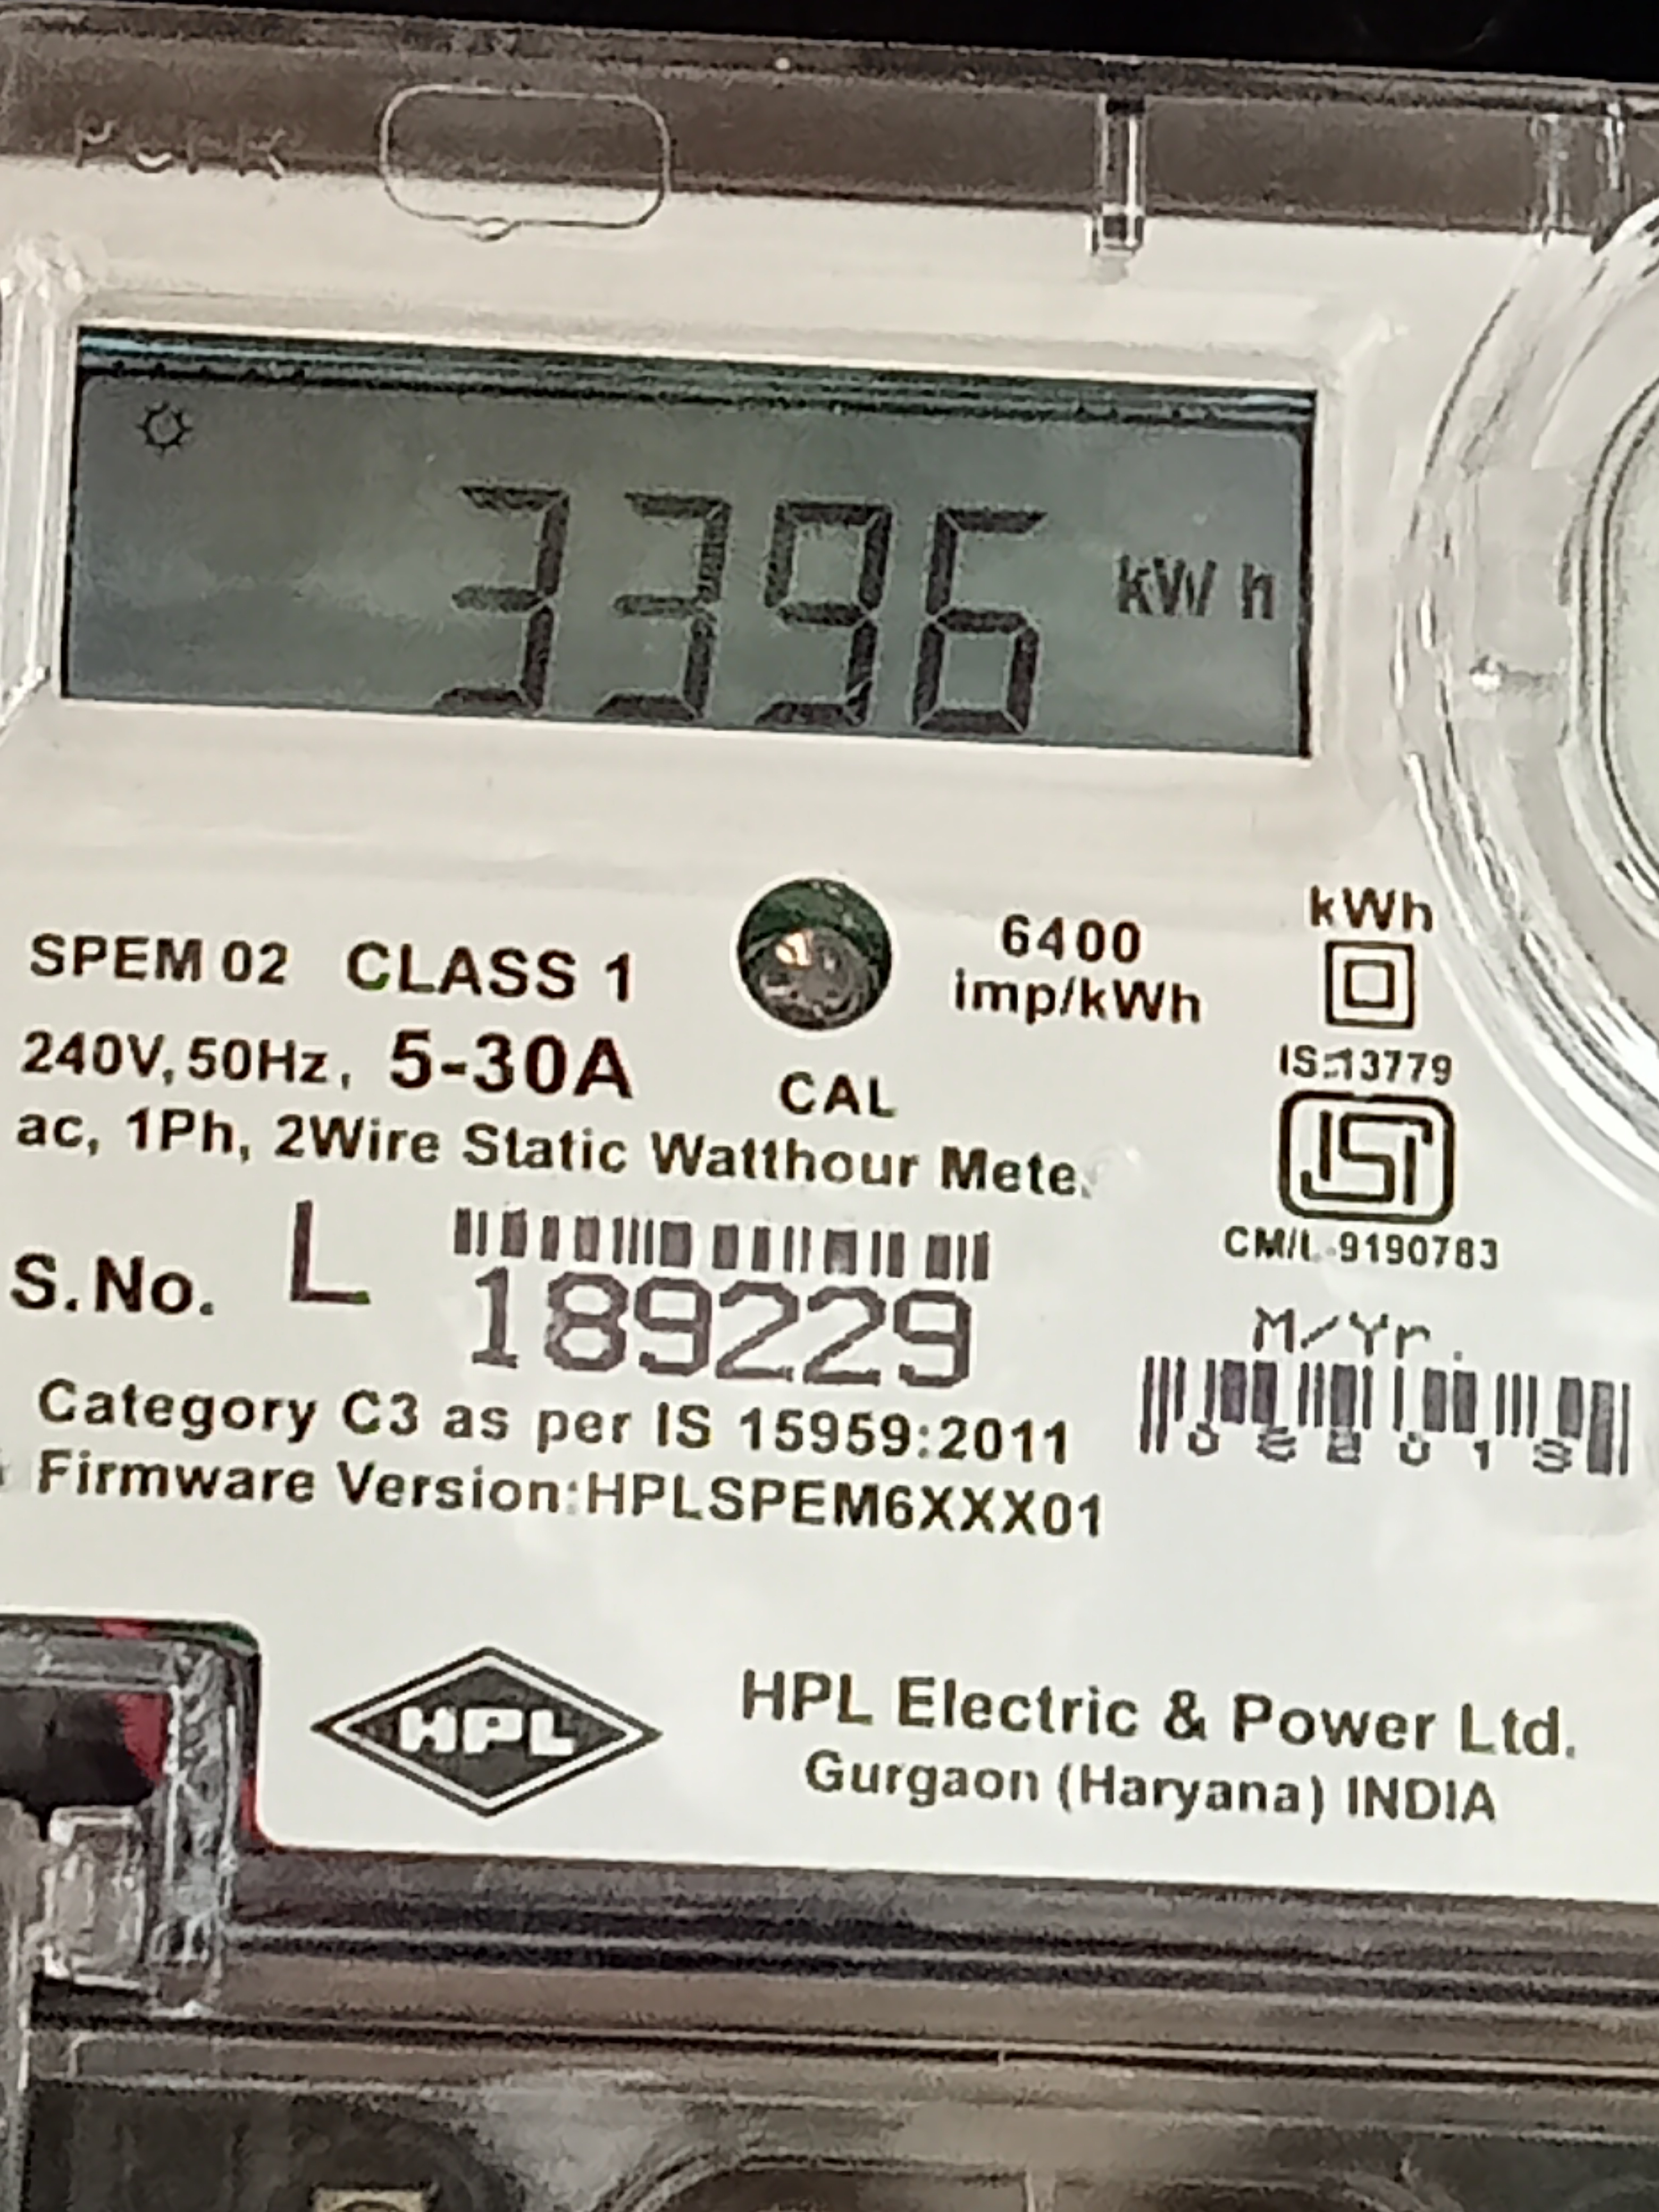 3396 kWh
SPEM 02 CLASS 1
240V, 50Hz, 5-30A
ac, 1Ph, 2Wire Static Watthour Mete
CAL
6400
imp/kWh
kWh
IS:13779
ISI
CM/L-9190783
S.No. L 189229
M/Yr.
Category C3 as per IS 15959:2011
Firmware Version:HPLSPEM6XXX01
HPL
HPL Electric & Power Ltd.
Gurgaon (Haryana) INDIA